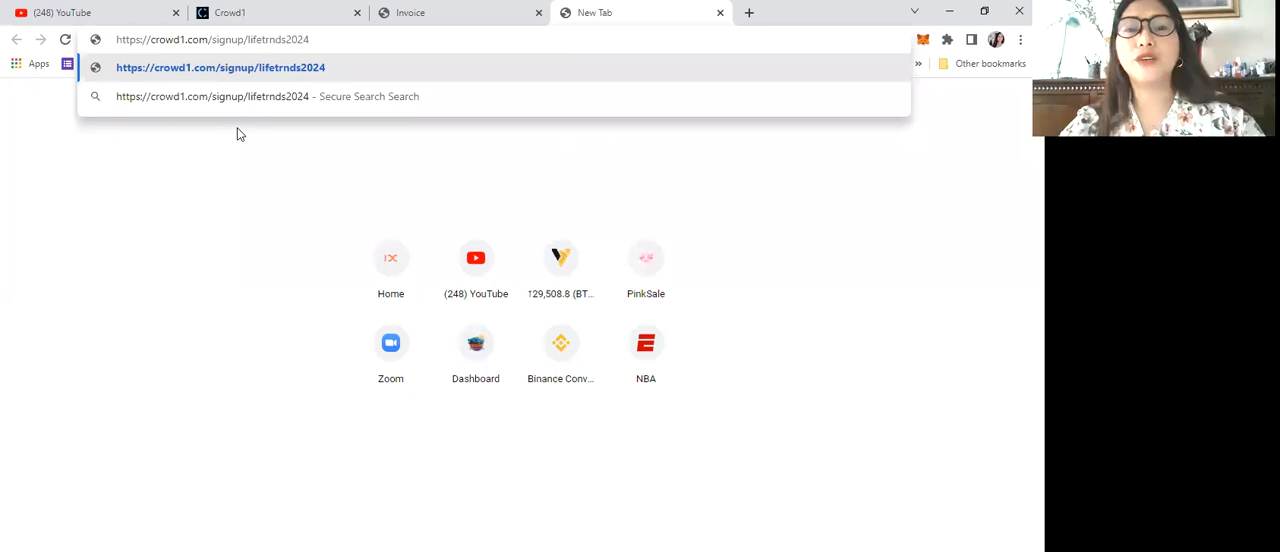 (248) YouTube
Crowd1
Invoice
New Tab
https://crowd1.com/signup/lifetrnds2024
Apps
»
Other bookmarks
https://crowd1.com/signup/lifetrnds2024
https://crowd1.com/signup/lifetrnds2024 - Secure Search Search
Home
(248) YouTube
↑29,508.8 (BT...
PinkSale
Zoom
Dashboard
Binance Conv...
NBA